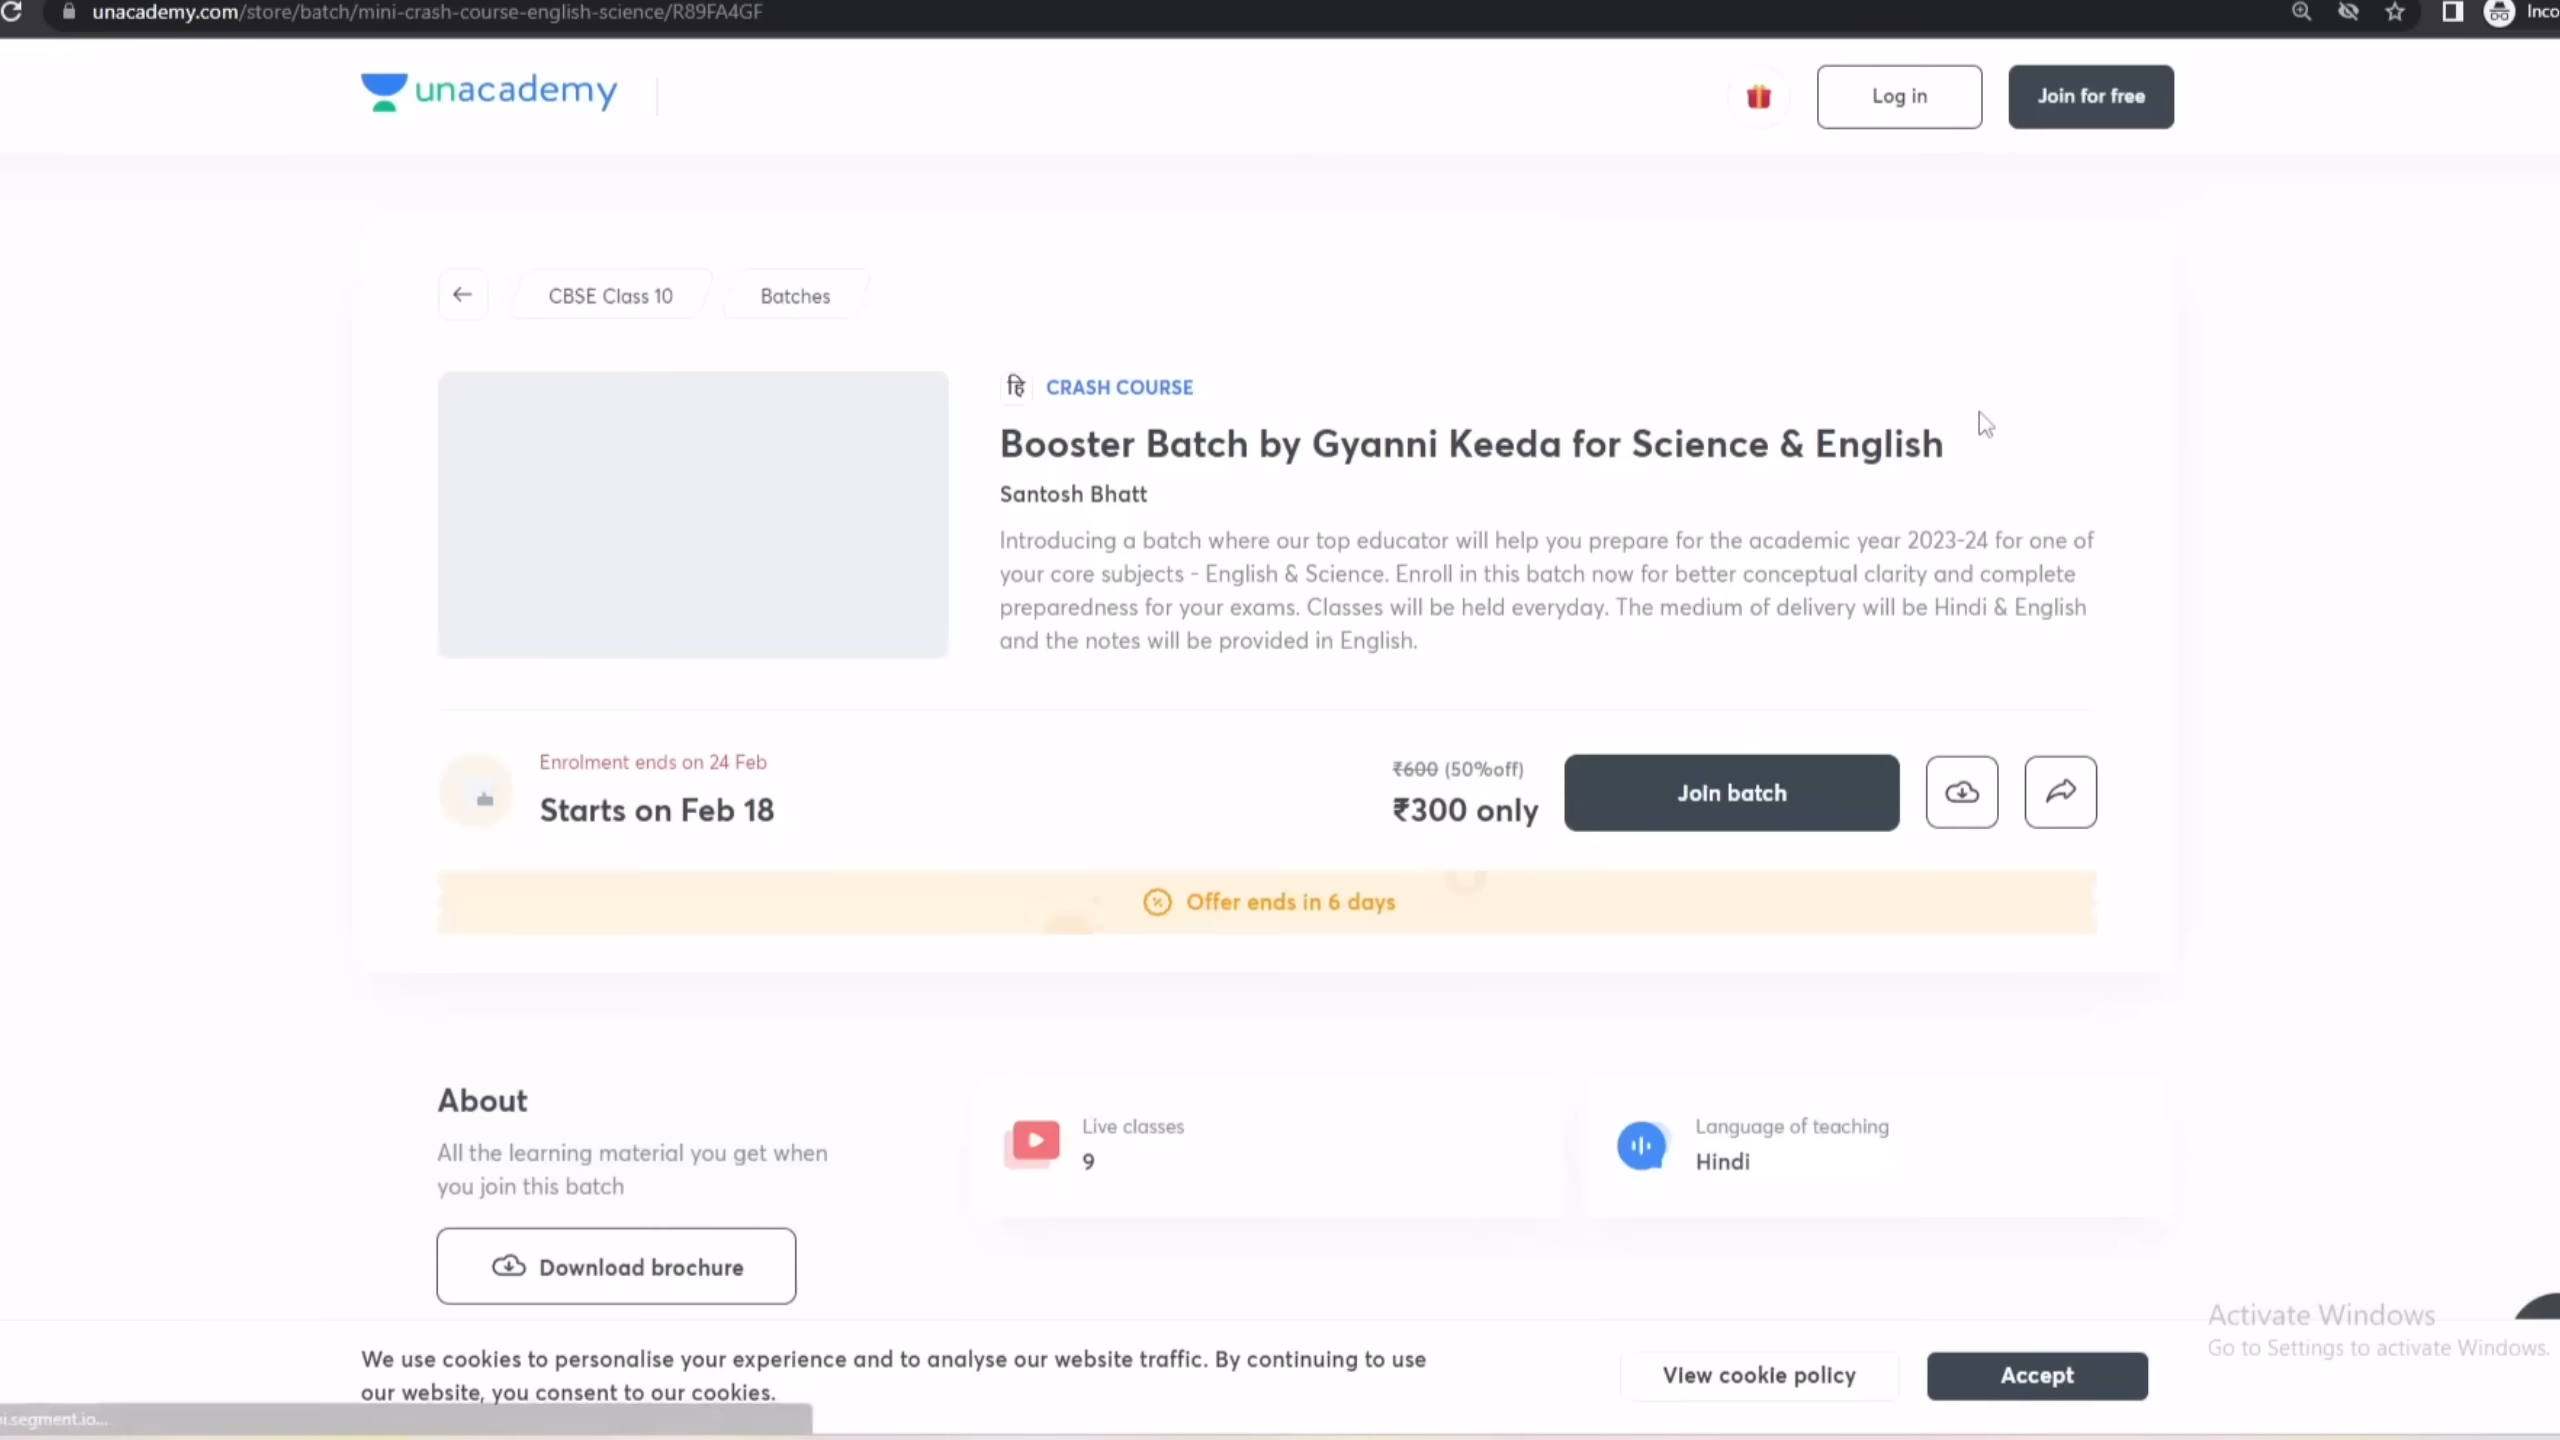 unacademy.com/store/batch/mini-crash-course-english-science/R89FA4GF
Inco
unacademy
Log in
Join for free
CBSE Class 10
Batches
हि CRASH COURSE
Booster Batch by Gyanni Keeda for Science & English
Santosh Bhatt
Introducing a batch where our top educator will help you prepare for the academic year 2023-24 for one of
your core subjects - English & Science. Enroll in this batch now for better conceptual clarity and complete
preparedness for your exams. Classes will be held everyday. The medium of delivery will be Hindi & English
and the notes will be provided in English.
Enrolment ends on 24 Feb
Starts on Feb 18
₹600 (50%off)
₹300 only
Join batch
Offer ends in 6 days
About
All the learning material you get when
you join this batch
Download brochure
Live classes
9
Language of teaching
Hindi
Activate Windows
Go to Settings to activate Windows.
We use cookies to personalise your experience and to analyse our website traffic. By continuing to use
our website, you consent to our cookies.
View cookie policy
Accept
i.segment.io...